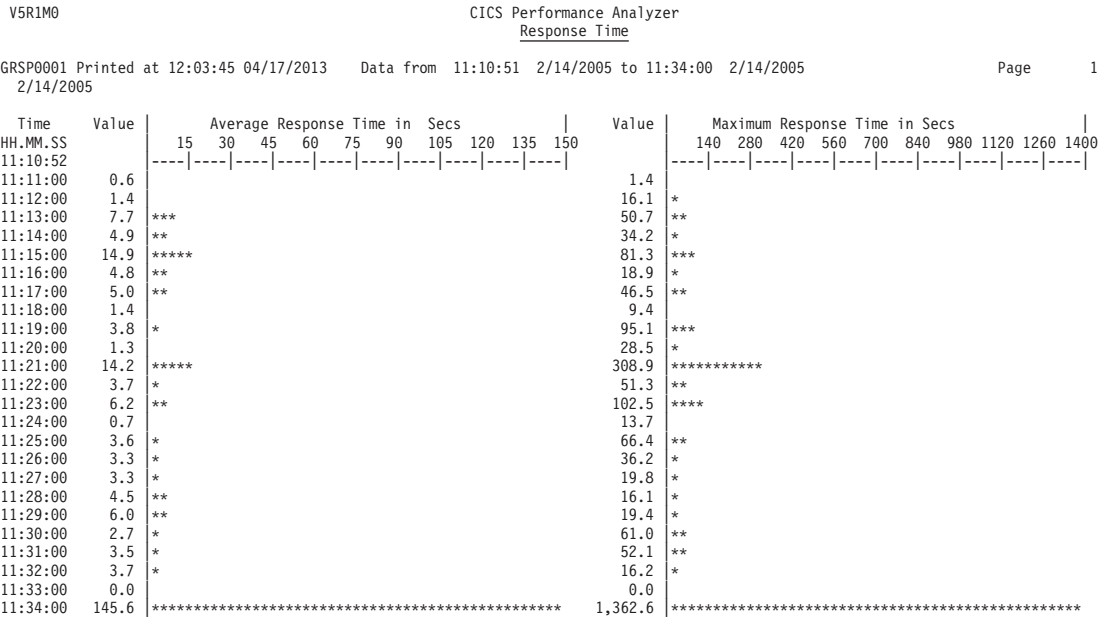 V5R1M0 CICS Performance Analyzer
Response Time
GRSP0001 Printed at 12:03:45 04/17/2013 Data from 11:10:51 2/14/2005 to 11:34:00 2/14/2005 Page 1
2/14/2005
Time Value | Average Response Time in Secs | Value | Maximum Response Time in Secs |
HH.MM.SS | 15 30 45 60 75 90 105 120 135 150 | 140 280 420 560 700 840 980 1120 1260 1400
11:10:52 |----|----|----|----|----|----|----|----|----|----| |----|----|----|----|----|----|----|----|----|----|
11:11:00 0.6 | 1.4 |
11:12:00 1.4 | 16.1 |*
11:13:00 7.7 |*** 50.7 |**
11:14:00 4.9 |** 34.2 |*
11:15:00 14.9 |***** 81.3 |***
11:16:00 4.8 |** 18.9 |*
11:17:00 5.0 |** 46.5 |**
11:18:00 1.4 | 9.4 |
11:19:00 3.8 |* 95.1 |***
11:20:00 1.3 | 28.5 |*
11:21:00 14.2 |***** 308.9 |***********
11:22:00 3.7 |* 51.3 |**
11:23:00 6.2 |** 102.5 |****
11:24:00 0.7 | 13.7 |
11:25:00 3.6 |* 66.4 |**
11:26:00 3.3 |* 36.2 |*
11:27:00 3.3 |* 19.8 |*
11:28:00 4.5 |** 16.1 |*
11:29:00 6.0 |** 19.4 |*
11:30:00 2.7 |* 61.0 |**
11:31:00 3.5 |* 52.1 |**
11:32:00 3.7 |* 16.2 |*
11:33:00 0.0 | 0.0 |
11:34:00 145.6 |************************************************* 1,362.6 |*************************************************